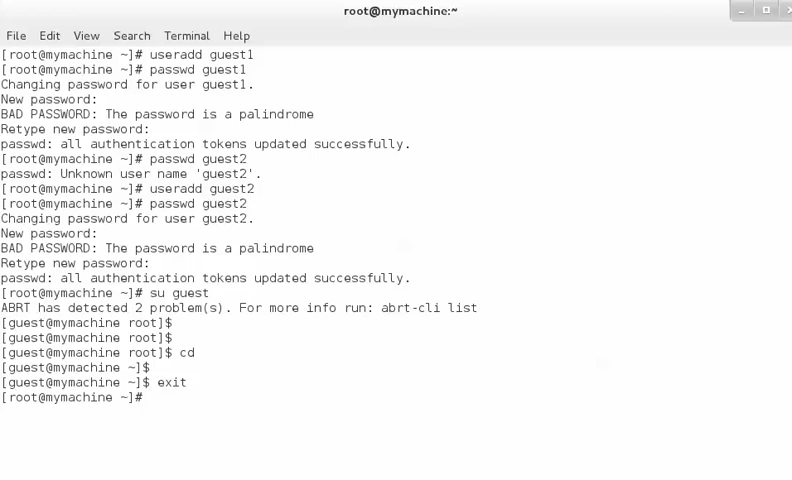 root@mymachine:~
File Edit View Search Terminal Help
[root@mymachine ~]# useradd guest1
[root@mymachine ~]# passwd guest1
Changing password for user guest1.
New password:
BAD PASSWORD: The password is a palindrome
Retype new password:
passwd: all authentication tokens updated successfully.
[root@mymachine ~]# passwd guest2
passwd: Unknown user name 'guest2'.
[root@mymachine ~]# useradd guest2
[root@mymachine ~]# passwd guest2
Changing password for user guest2.
New password:
BAD PASSWORD: The password is a palindrome
Retype new password:
passwd: all authentication tokens updated successfully.
[root@mymachine ~]# su guest
ABRT has detected 2 problem(s). For more info run: abrt-cli list
[guest@mymachine root]$
[guest@mymachine root]$
[guest@mymachine root]$ cd
[guest@mymachine ~]$
[guest@mymachine ~]$ exit
[root@mymachine ~]#